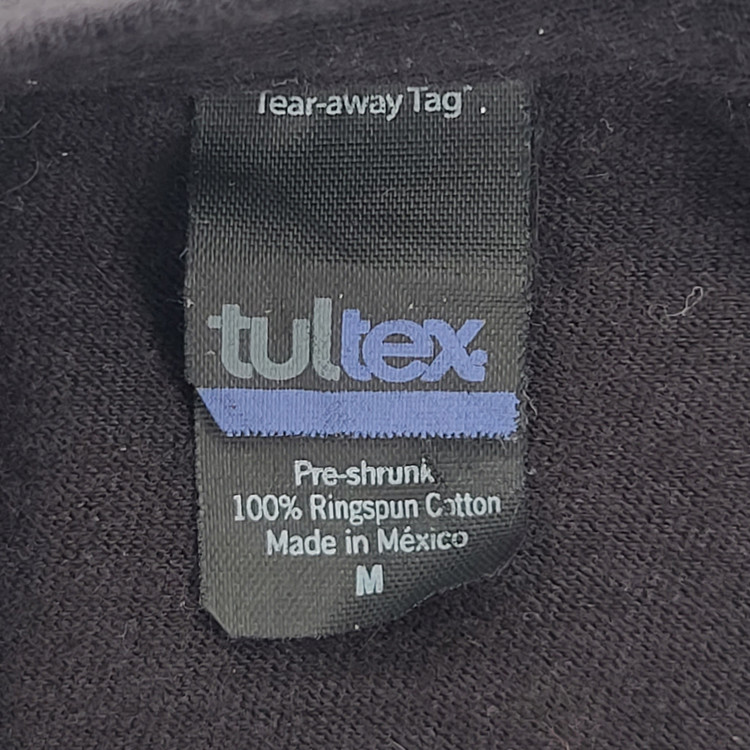 Tear-away Tag*.
tultex
Pre-shrunk
100% Ringspun Cotton
Made in México
M